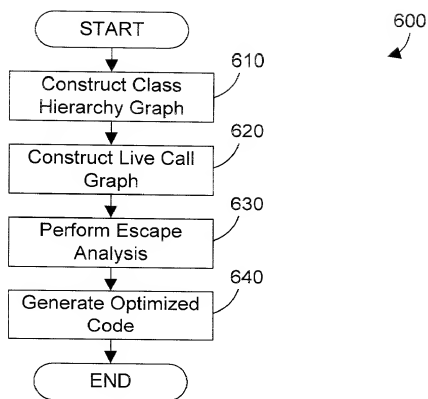 START
600
610
Construct Class
Hierarchy Graph
620
Construct Live Call
Graph
630
Perform Escape
Analysis
640
Generate Optimized
Code
END